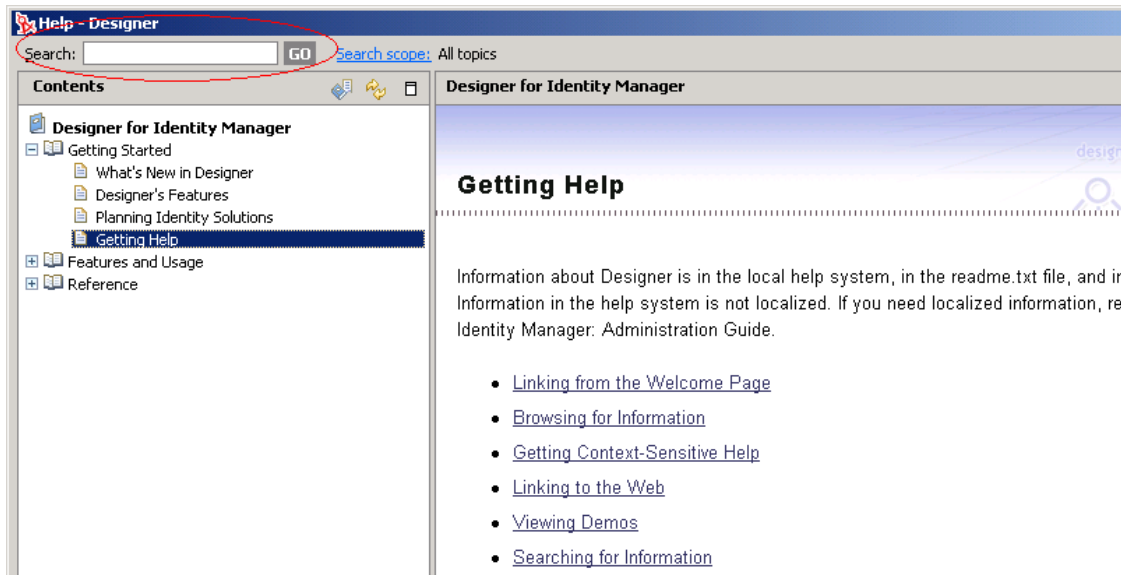 Help - Designer
Search: GO Search scope: All topics
Contents
Designer for Identity Manager
Getting Started
What's New in Designer
Designer's Features
Planning Identity Solutions
Getting Help
Features and Usage
Reference
Designer for Identity Manager
Getting Help
Information about Designer is in the local help system, in the readme.txt file, and
Information in the help system is not localized. If you need localized information,
Identity Manager: Administration Guide.
Linking from the Welcome Page
Browsing for Information
Getting Context-Sensitive Help
Linking to the Web
Viewing Demos
Searching for Information